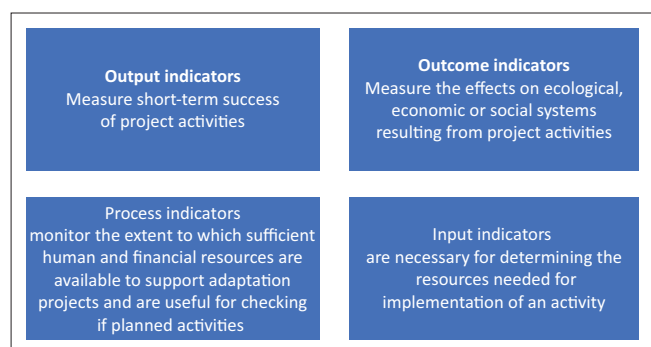 Output indicators
Measure short-term success
of project activities
Outcome indicators
Measure the effects on ecological,
economic or social systems
resulting from project activities
Process indicators
monitor the extent to which sufficient
human and financial resources are
available to support adaptation
projects and are useful for checking
if planned activities
Input indicators
are necessary for determining the
resources needed for
implementation of an activity